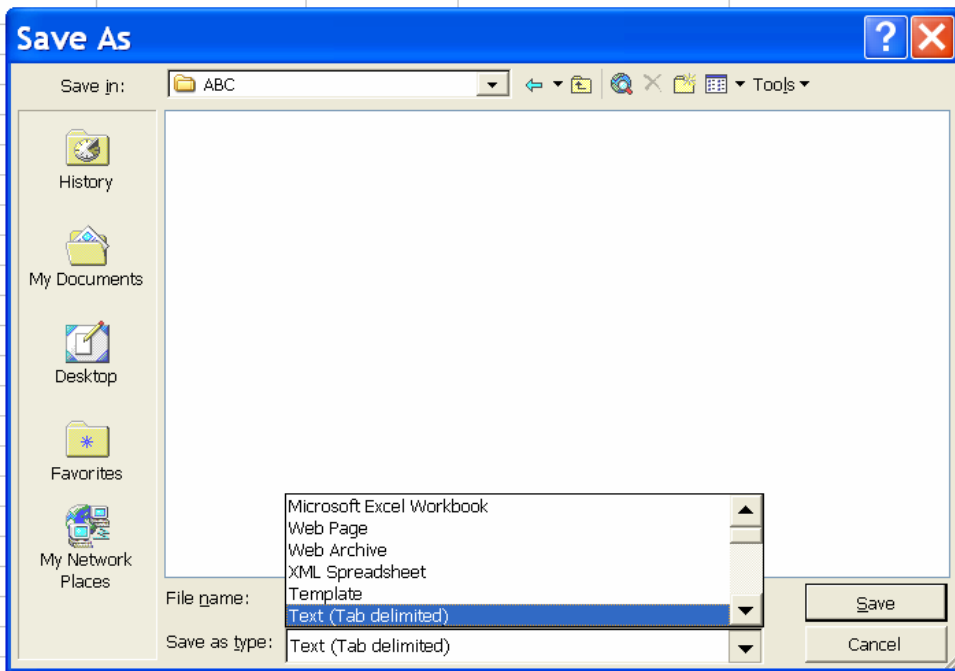 Save As
?
Save in:
ABC
Tools
History
My Documents
Desktop
Favorites
My Network
Places
Microsoft Excel Workbook
Web Page
Web Archive
XML Spreadsheet
Template
Text (Tab delimited)
File name:
Save
Save as type:
Text (Tab delimited)
Cancel